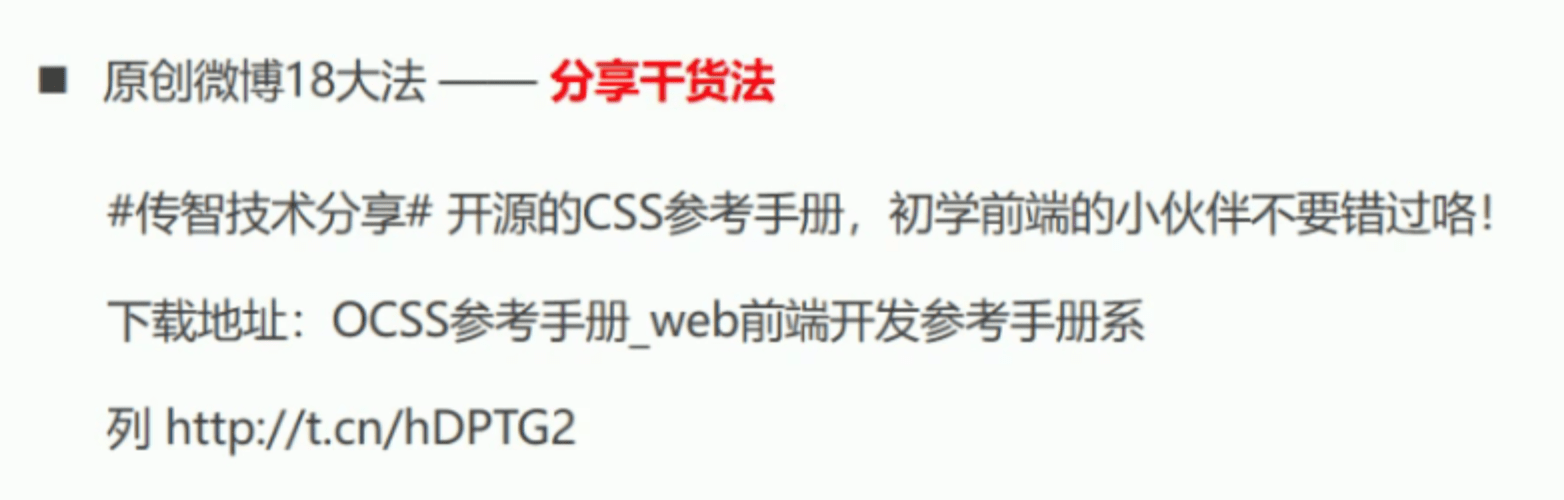 ■ 原创微博18大法 —— 分享干货法
#传智技术分享# 开源的CSS参考手册，初学前端的小伙伴不要错过咯！
下载地址：OCSS参考手册_web前端开发参考手册系
列 http://t.cn/hDPTG2